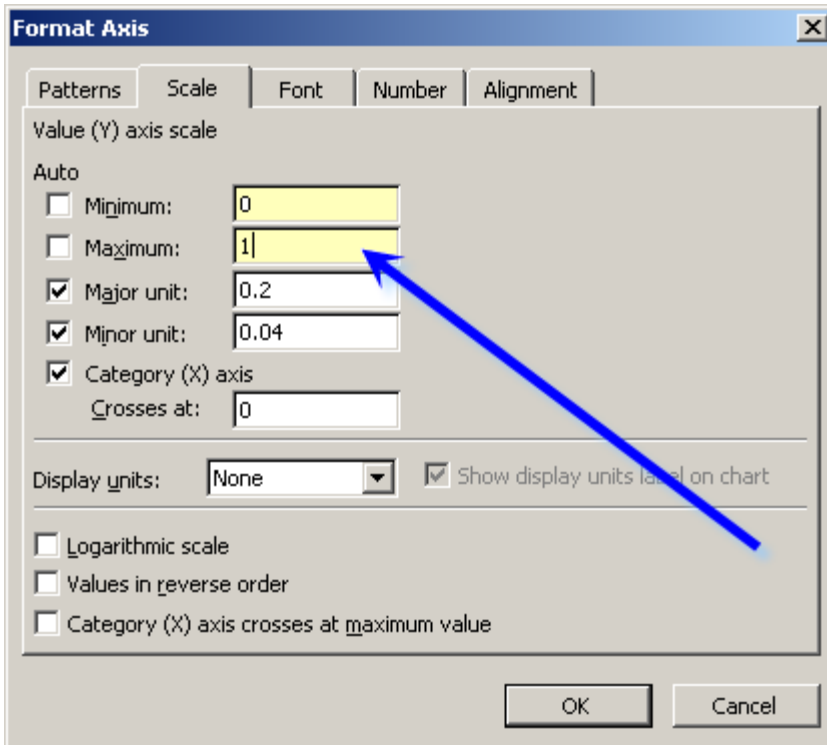 Format Axis
Patterns Scale Font Number Alignment
Value (Y) axis scale
Auto
Minimum: 0
Maximum: 1
Major unit: 0.2
Minor unit: 0.04
Category (X) axis
Crosses at: 0
Display units: None Show display units label on chart
Logarithmic scale
Values in reverse order
Category (X) axis crosses at maximum value
OK Cancel